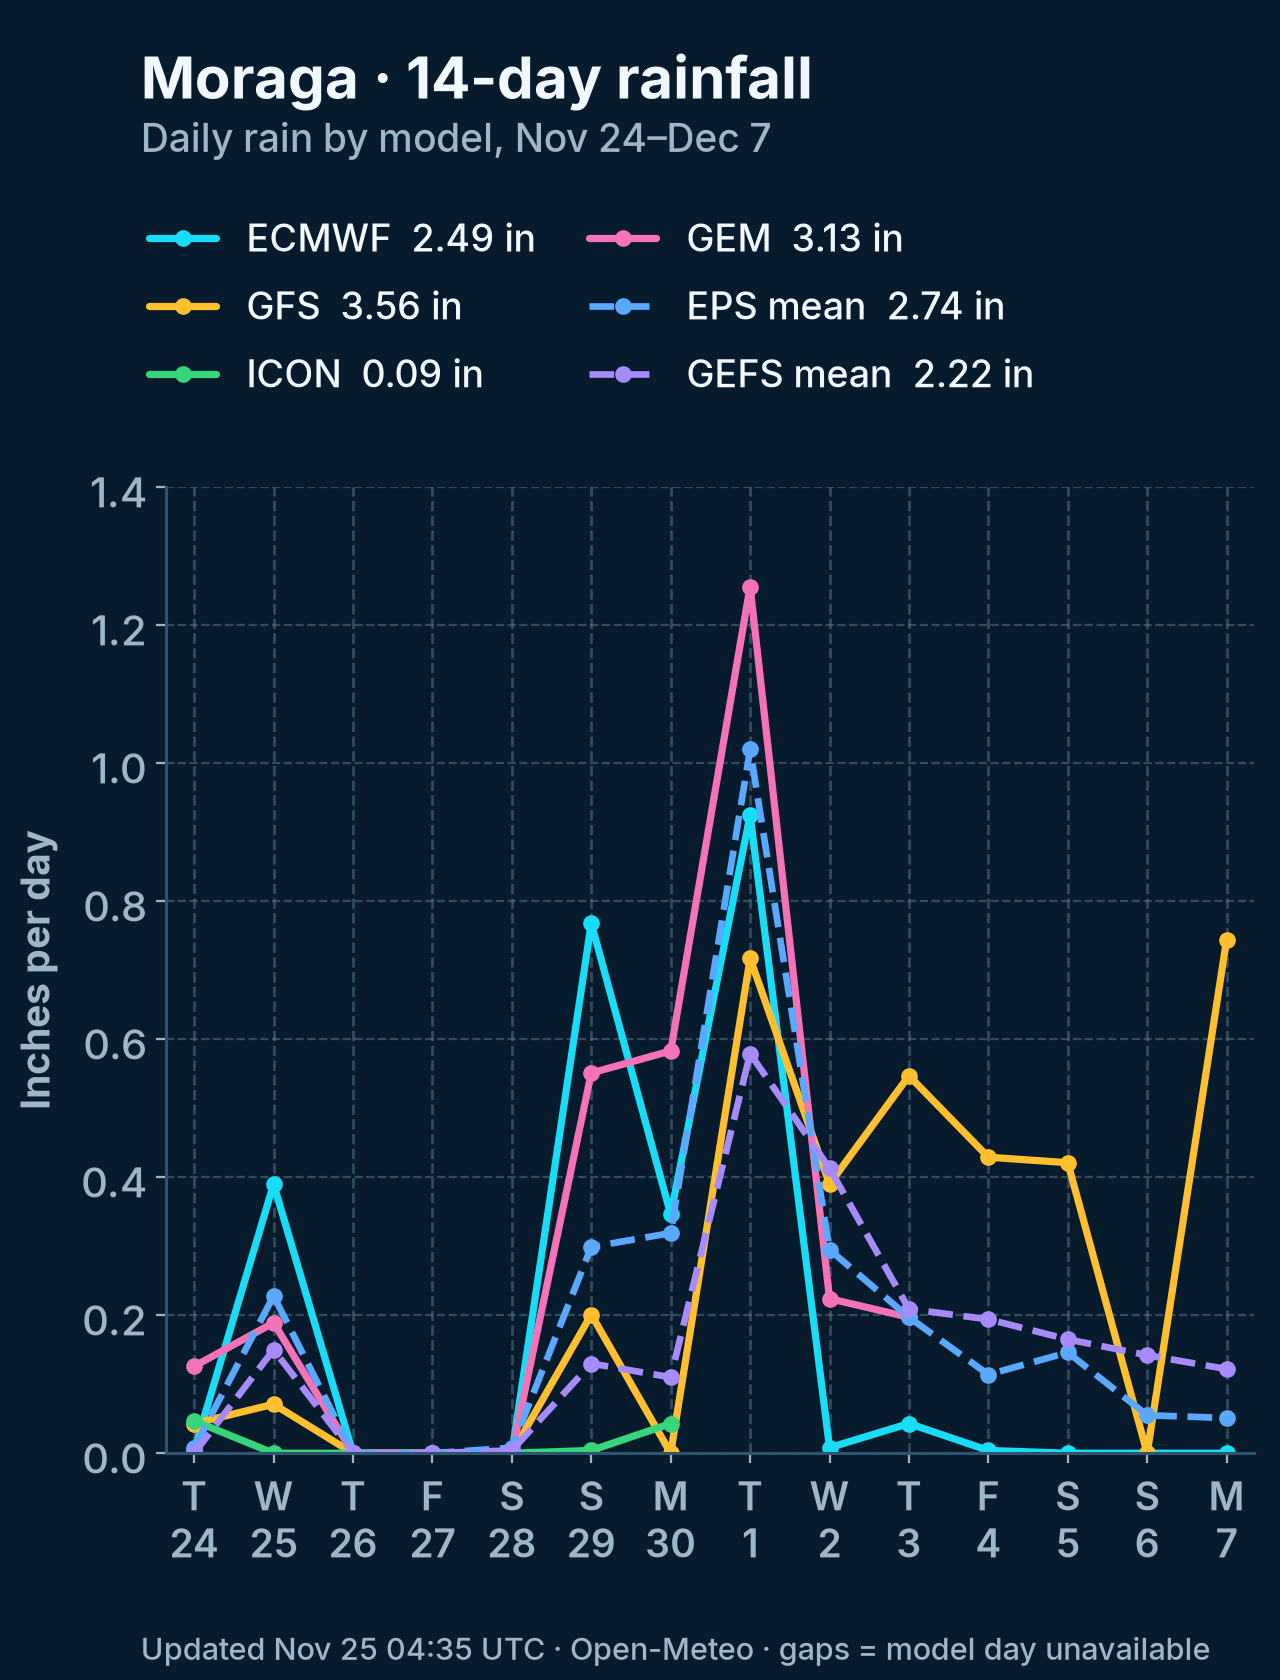 Moraga · 14-day rainfall
Daily rain by model, Nov 24–Dec 7
ECMWF 2.49 in
GEM 3.13 in
GFS 3.56 in
EPS mean 2.74 in
ICON 0.09 in
GEFS mean 2.22 in
Inches per day
1.4
1.2
1.0
0.8
0.6
0.4
0.2
0.0
T W T F S S M T W T F S S M
24 25 26 27 28 29 30 1 2 3 4 5 6 7
Updated Nov 25 04:35 UTC · Open-Meteo · gaps = model day unavailable